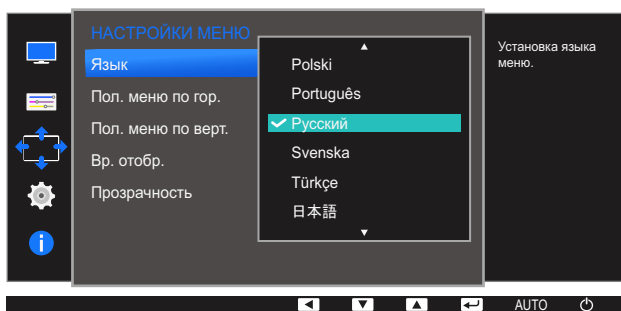 НАСТРОЙКИ МЕНЮ
Язык
Пол. меню по гор.
Пол. меню по верт.
Вр. отобр.
Прозрачность
Polski
Português
Русский
Svenska
Türkçe
日本語
Установка языка
меню.
AUTO